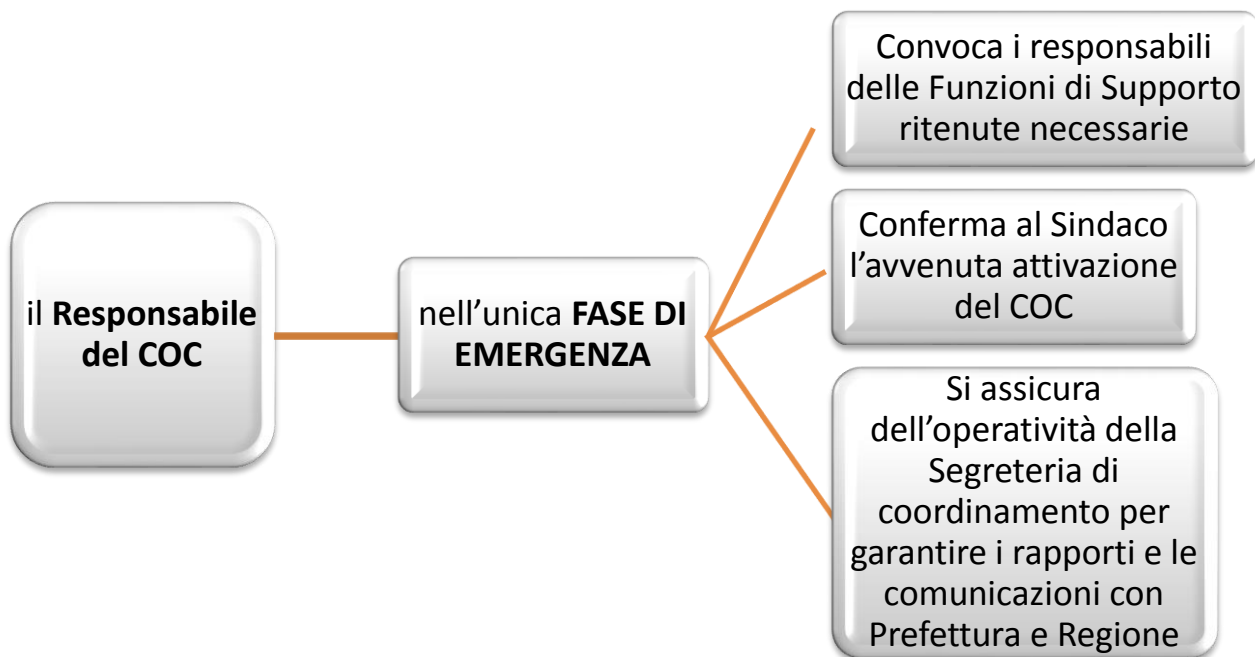 il Responsabile
del COC
nell’unica FASE DI
EMERGENZA
Convoca i responsabili
delle Funzioni di Supporto
ritenute necessarie
Conferma al Sindaco
l’avvenuta attivazione
del COC
Si assicura
dell’operatività della
Segreteria di
coordinamento per
garantire i rapporti e le
comunicazioni con
Prefettura e Regione